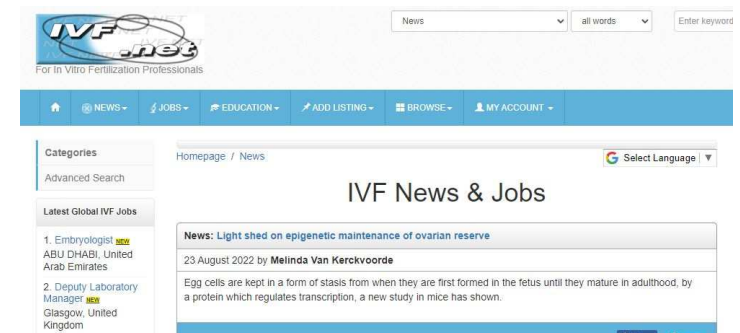 IVF
.net
For In Vitro Fertilization Professionals
News
all words
Enter keyword
NEWS
JOBS
EDUCATION
ADD LISTING
BROWSE
MY ACCOUNT
Categories
Advanced Search
Latest Global IVF Jobs
1. Embryologist NEW
ABU DHABI, United
Arab Emirates
2. Deputy Laboratory
Manager NEW
Glasgow, United
Kingdom
Homepage / News
G Select Language ▼
IVF News & Jobs
News: Light shed on epigenetic maintenance of ovarian reserve
23 August 2022 by Melinda Van Kerckvoorde
Egg cells are kept in a form of stasis from when they are first formed in the fetus until they mature in adulthood, by
a protein which regulates transcription, a new study in mice has shown.